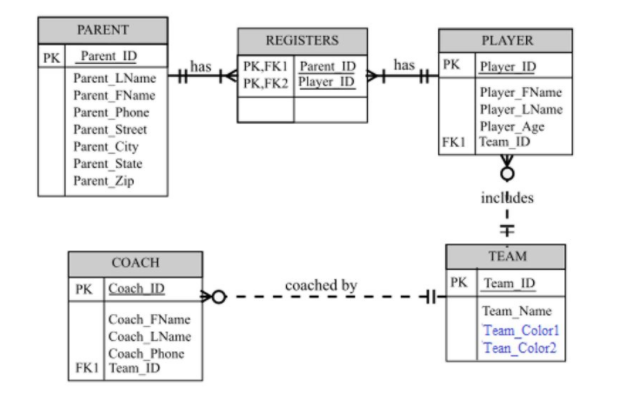 PARENT
PK Parent_ID
Parent_LName
Parent_FName
Parent_Phone
Parent_Street
Parent_City
Parent_State
Parent_Zip
has
REGISTERS
PK,FK1 Parent_ID
PK,FK2 Player_ID
has
PLAYER
PK Player_ID
Player_FName
Player_LName
Player_Age
FK1 Team_ID
includes
COACH
PK Coach_ID
Coach_FName
Coach_LName
Coach_Phone
FK1 Team_ID
coached by
TEAM
PK Team_ID
Team_Name
Team_Color1
Tean_Color2